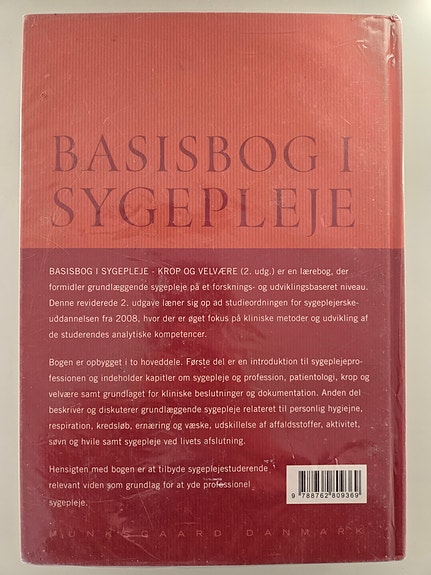 BASISBOG I
SYGEPLEJE
BASISBOG I SYGEPLEJE - KROP OG VELVÆRE (2. udg.) er en lærebog, der
formidler grundlæggende sygepleje på et forsknings- og udviklingsbaseret niveau.
Denne reviderede 2. udgave læner sig op ad studieordningen for sygeplejerske-
uddannelsen fra 2008, hvor der er øget fokus på kliniske metoder og udvikling af
de studerendes analytiske kompetencer.
Bogen er opbygget i to hoveddele. Første del er en introduktion til sygeplejepro-
fessionen og indeholder kapitler om sygepleje og profession, patientologi, krop og
velvære samt grundlaget for kliniske beslutninger og dokumentation. Anden del
beskriver og diskuterer grundlæggende sygepleje relateret til personlig hygiejne,
respiration, kredsløb, ernæring og væske, udskillelse af affaldsstoffer, aktivitet,
søvn og hvile samt sygepleje ved livets afslutning.
Hensigten med bogen er at tilbyde sygeplejestuderende
relevant viden som grundlag for at yde professionel
sygepleje.
9 788762 809369
MUNKSGAARD DANMARK